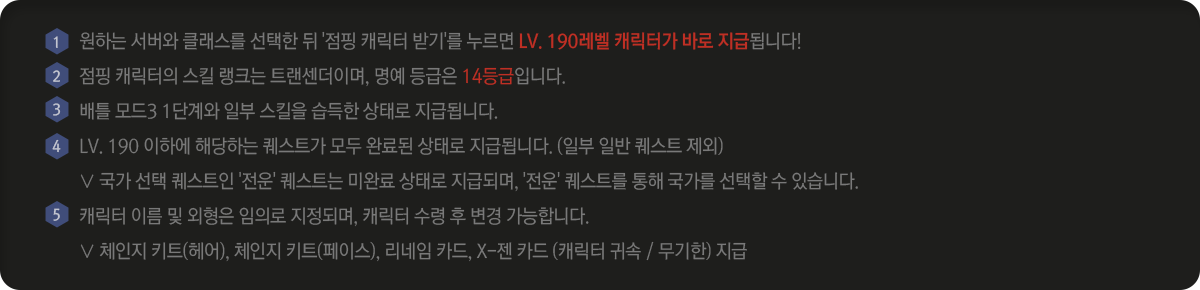 1 원하는 서버와 클래스를 선택한 뒤 '점핑 캐릭터 받기'를 누르면 LV. 190레벨 캐릭터가 바로 지급됩니다!
2 점핑 캐릭터의 스킬 랭크는 트랜센더이며, 명예 등급은 14등급입니다.
3 배틀 모드3 1단계와 일부 스킬을 습득한 상태로 지급됩니다.
4 LV. 190 이하에 해당하는 퀘스트가 모두 완료된 상태로 지급됩니다. (일부 일반 퀘스트 제외)
∨ 국가 선택 퀘스트인 '전운' 퀘스트는 미완료 상태로 지급되며, '전운' 퀘스트를 통해 국가를 선택할 수 있습니다.
5 캐릭터 이름 및 외형은 임의로 지정되며, 캐릭터 수령 후 변경 가능합니다.
∨ 체인지 키트(헤어), 체인지 키트(페이스), 리네임 카드, X-젠 카드 (캐릭터 귀속 / 무기한) 지급